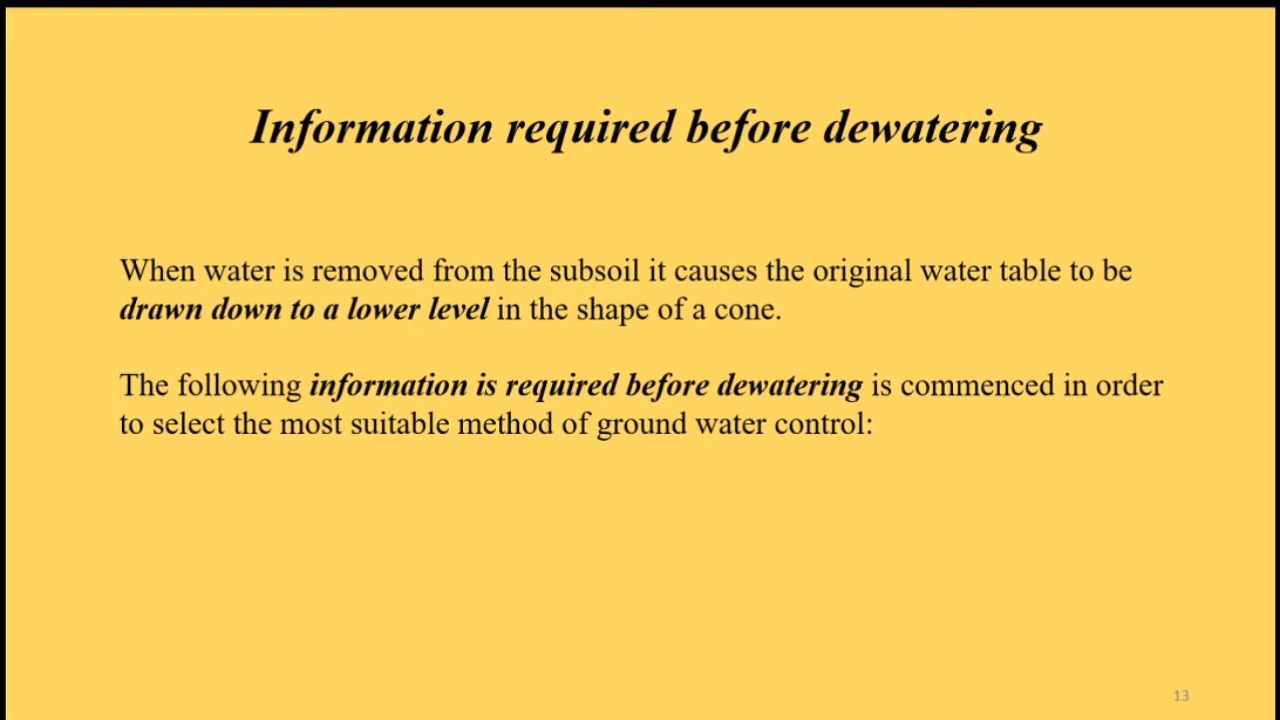 Information required before dewatering
When water is removed from the subsoil it causes the original water table to be
drawn down to a lower level in the shape of a cone.
The following information is required before dewatering is commenced in order
to select the most suitable method of ground water control:
13